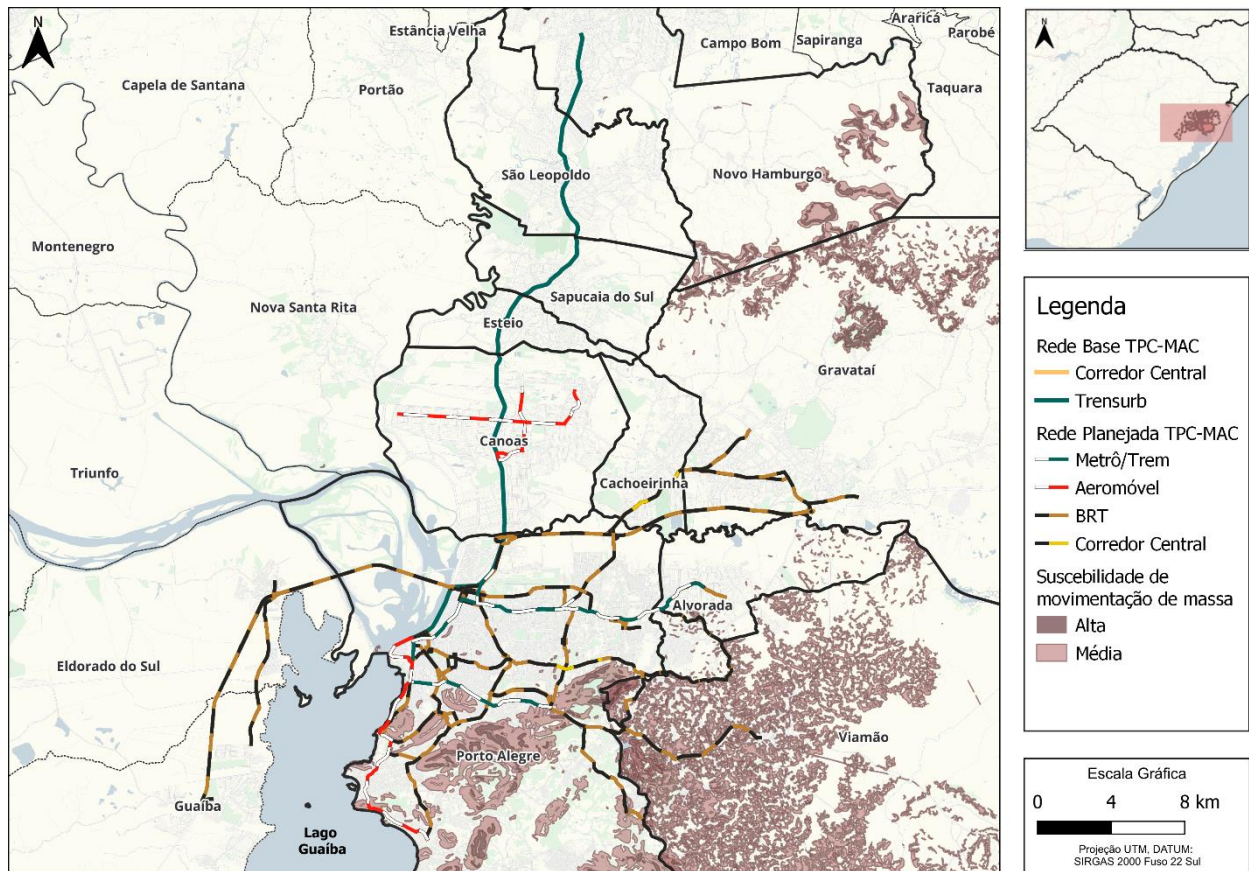 N
Estância Velha
Campo Bom
Sapiranga
Araricá
Parobé
Capela de Santana
Portão
Taquara
São Leopoldo
Novo Hamburgo
Montenegro
Nova Santa Rita
Sapucaia do Sul
Esteio
Gravataí
Canoas
Triunfo
Cachoeirinha
Alvorada
Eldorado do Sul
Viamão
Porto Alegre
Guaíba
Lago
Guaíba
N
Legenda
Rede Base TPC-MAC
Corredor Central
Trensurb
Rede Planejada TPC-MAC
Metrô/Trem
Aeromóvel
BRT
Corredor Central
Suscebilidade de
movimentação de massa
Alta
Média
Escala Gráfica
0 4 8 km
Projeção UTM, DATUM:
SIRGAS 2000 Fuso 22 Sul